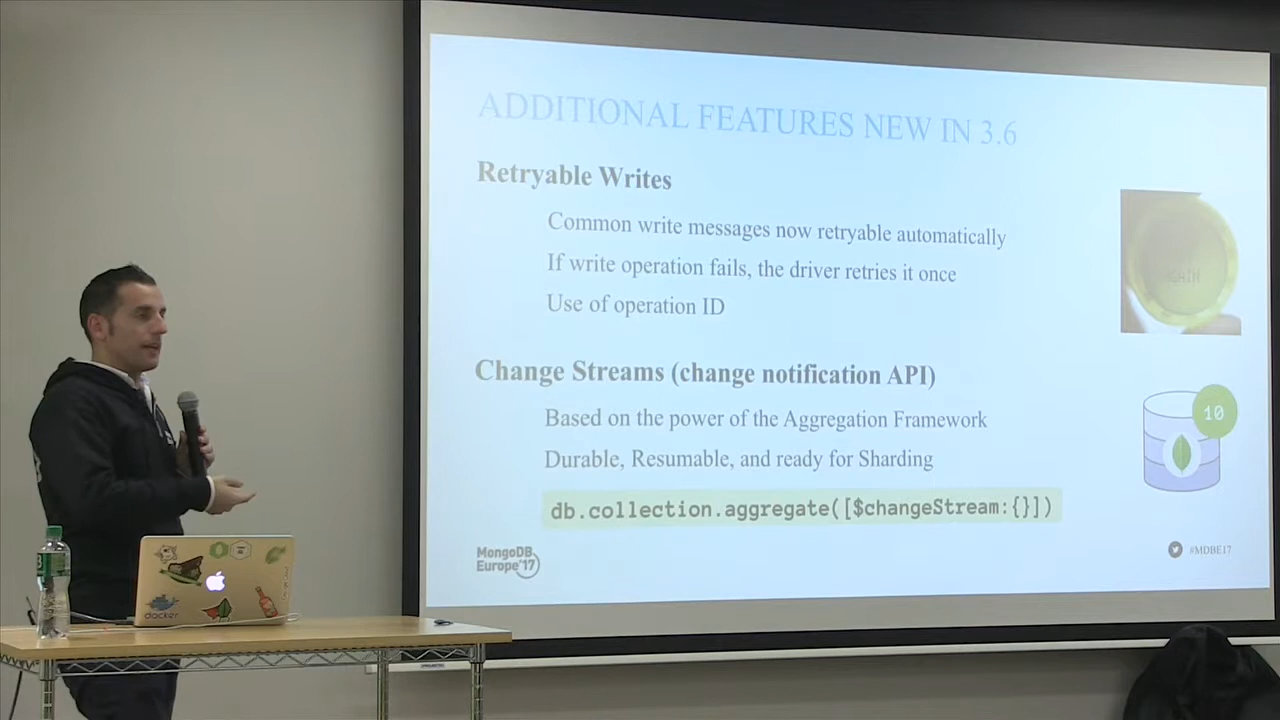 ADDITIONAL FEATURES NEW IN 3.6
Retryable Writes
Common write messages now retryable automatically
If write operation fails, the driver retries it once
Use of operation ID
Change Streams (change notification API)
Based on the power of the Aggregation Framework
10
Durable, Resumable, and ready for Sharding
db.collection.aggregate([$changeStream:{}])
MongoDB
Europe'17
#MDBE17
docker